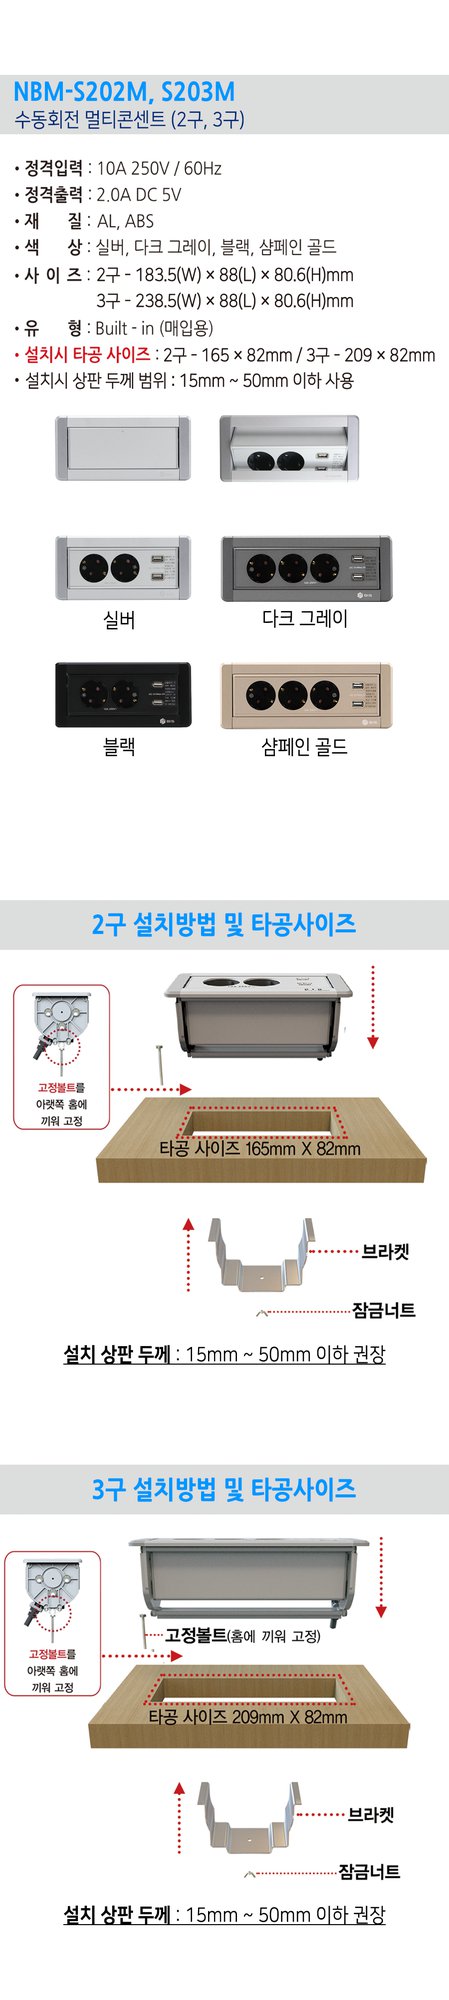 NBM-S202M, S203M
수동회전 멀티콘센트 (2구, 3구)
• 정격입력 : 10A 250V / 60Hz
• 정격출력 : 2.0A DC 5V
• 재 질 : AL, ABS
• 색 상 : 실버, 다크 그레이, 블랙, 샴페인 골드
• 사 이 즈 : 2구 - 183.5(W) × 88(L) × 80.6(H)mm
3구 - 238.5(W) × 88(L) × 80.6(H)mm
• 유 형 : Built - in (매입용)
• 설치시 타공 사이즈 : 2구 - 165 × 82mm / 3구 - 209 × 82mm
• 설치시 상판 두께 범위 : 15mm ~ 50mm 이하 사용
실버
다크 그레이
블랙
샴페인 골드
2구 설치방법 및 타공사이즈
고정볼트를
아랫쪽 홈에
끼워 고정
타공 사이즈 165mm X 82mm
브라켓
잠금너트
설치 상판 두께 : 15mm ~ 50mm 이하 권장
3구 설치방법 및 타공사이즈
고정볼트(홈에 끼워 고정)
고정볼트를
아랫쪽 홈에
끼워 고정
타공 사이즈 209mm X 82mm
브라켓
잠금너트
설치 상판 두께 : 15mm ~ 50mm 이하 권장